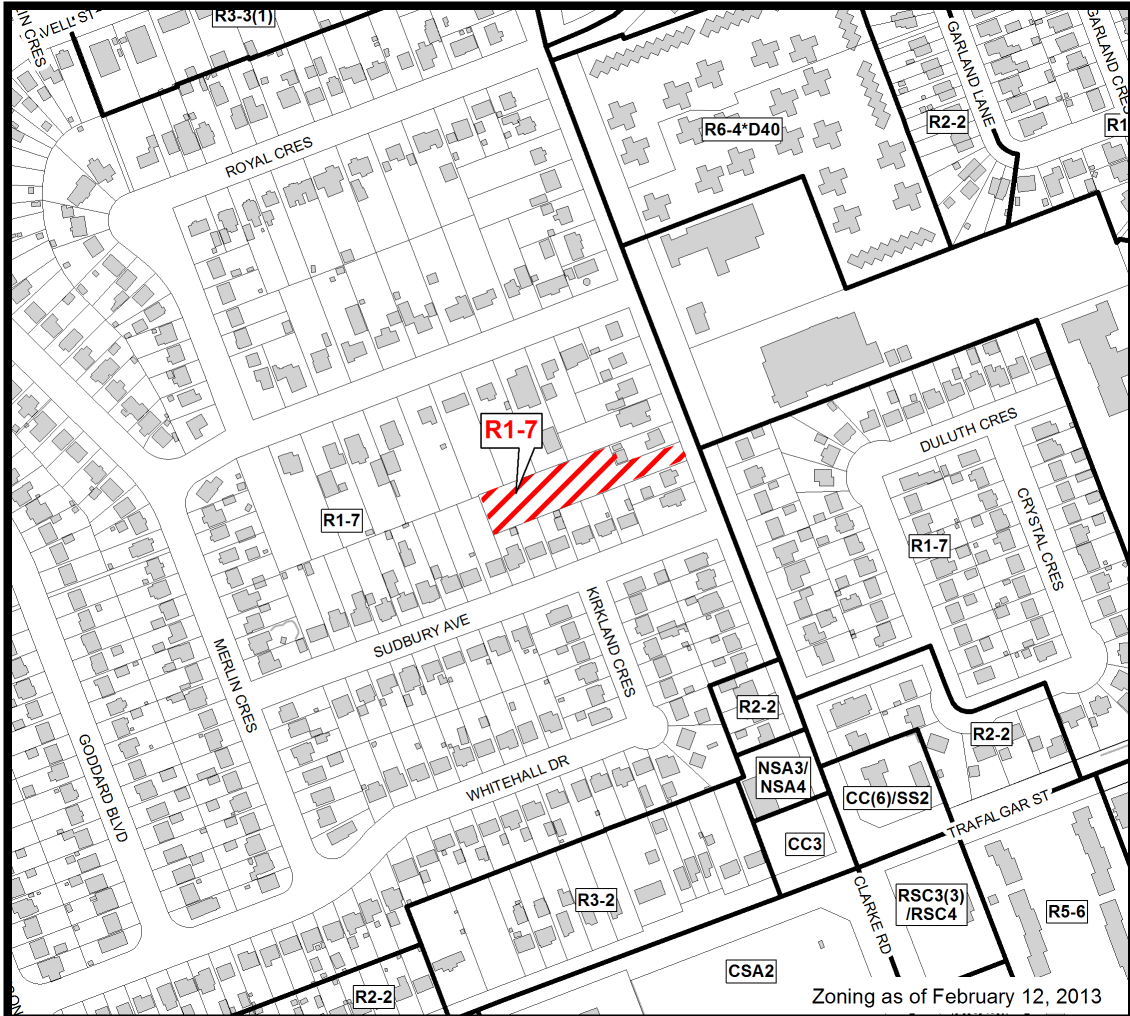 AVELL ST
R3-3(1)
GARLAND LANE
GARLAND CRES
R6-4*D40
R2-2
R1
ROYAL CRES
R1-7
R1-7
DULUTH CRES
CRYSTAL CRES
R1-7
KIRKLAND CRES
SUDBURY AVE
MERLIN CRES
R2-2
R2-2
GODDARD BLVD
WHITEHALL DR
NSA3/
NSA4
CC(6)/SS2
TRAFALGAR ST
CC3
R3-2
CLARKE RD
RSC3(3)
/RSC4
R5-6
CSA2
R2-2
Zoning as of February 12, 2013